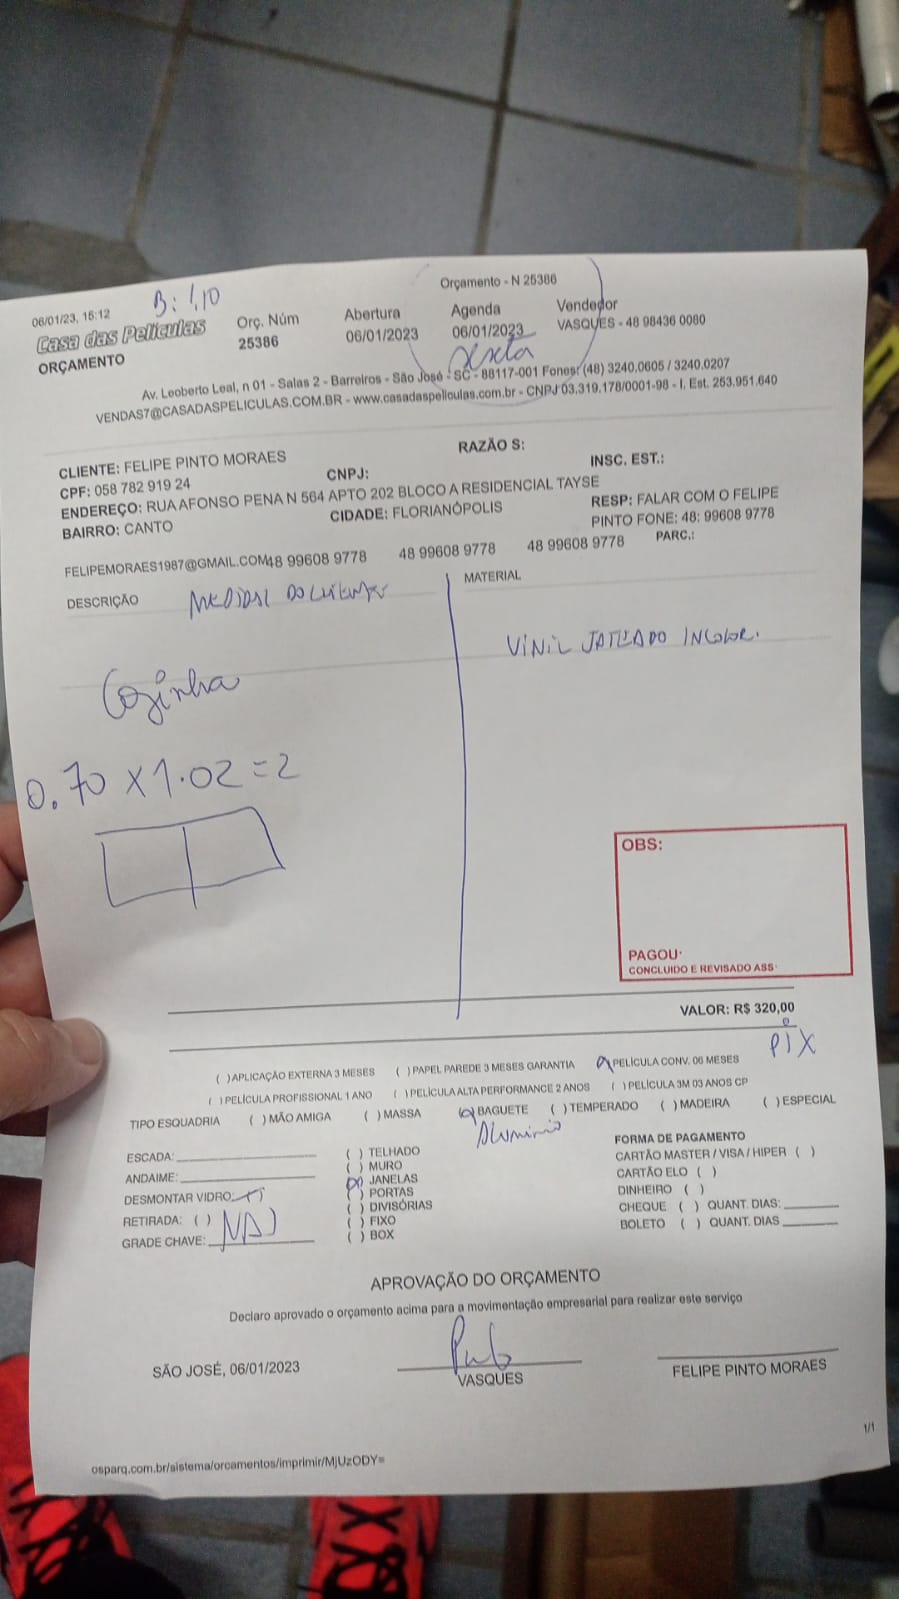 06/01/23, 15:12
B: 1,10
Orçamento - N 25386
Casa das Películas
ORÇAMENTO
Orç. Núm
25386
Abertura
06/01/2023
Agenda
06/01/2023
sexta
Vendedor
VASQUES - 48 98436 0080
Av. Leoberto Leal, n 01 - Salas 2 - Barreiros - São José - SC - 88117-001 Fones: (48) 3240.0605 / 3240.0207
VENDAS7@CASADASPELICULAS.COM.BR - www.casadaspeliculas.com.br - CNPJ 03.319.178/0001-98 - I. Est. 253.951.640
CLIENTE: FELIPE PINTO MORAES
RAZÃO S:
CPF: 058 782 919 24
CNPJ:
INSC. EST.:
ENDEREÇO: RUA AFONSO PENA N 564 APTO 202 BLOCO A RESIDENCIAL TAYSE
BAIRRO: CANTO
CIDADE: FLORIANÓPOLIS
RESP: FALAR COM O FELIPE
PINTO FONE: 48: 99608 9778
FELIPEMORAES1987@GMAIL.COM48 99608 9778 48 99608 9778 48 99608 9778 PARC.:
DESCRIÇÃO
MATERIAL
MEDIDAS DO CLIENTE
VINIL JATEADO INCOLOR.
Cozinha
0.70 X 1.02 = 2
OBS:
PAGOU:
CONCLUIDO E REVISADO ASS:
VALOR: R$ 320,00
PIX
( )APLICAÇÃO EXTERNA 3 MESES ( )PAPEL PAREDE 3 MESES GARANTIA ( )PELÍCULA CONV. 06 MESES
( )PELÍCULA PROFISSIONAL 1 ANO ( )PELÍCULA ALTA PERFORMANCE 2 ANOS ( )PELÍCULA 3M 03 ANOS CP
TIPO ESQUADRIA ( )MÃO AMIGA ( )MASSA ( )BAGUETE ( )TEMPERADO ( )MADEIRA ( )ESPECIAL
Aluminio
ESCADA:
ANDAIME:
DESMONTAR VIDRO:
RETIRADA: ( )
GRADE CHAVE:
( ) TELHADO
( ) MURO
( ) JANELAS
( ) PORTAS
( ) DIVISÓRIAS
( ) FIXO
( ) BOX
FORMA DE PAGAMENTO
CARTÃO MASTER / VISA / HIPER ( )
CARTÃO ELO ( )
DINHEIRO ( )
CHEQUE ( ) QUANT. DIAS:
BOLETO ( ) QUANT. DIAS
APROVAÇÃO DO ORÇAMENTO
Declaro aprovado o orçamento acima para a movimentação empresarial para realizar este serviço
SÃO JOSÉ, 06/01/2023
VASQUES
FELIPE PINTO MORAES
1/1
osparq.com.br/sistema/orcamentos/imprimir/MjUzODY=